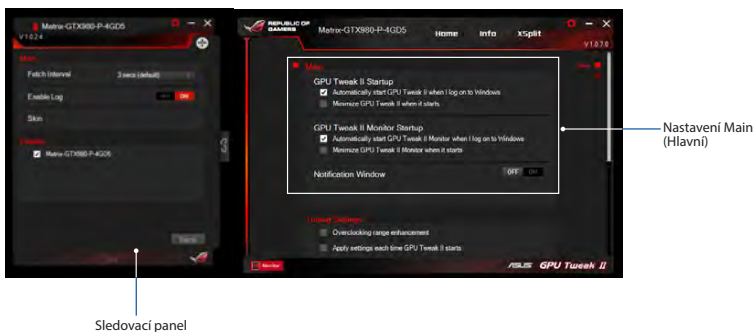 Matrix-GTX980-P-4GD5
V1.0.2.4
Main
Fetch Interval
3 secs (default)
Enable Log
OFF ON
Skin
Matrix-GTX980-P-4GD5
REPUBLIC OF
GAMERS
Matrix-GTX980-P-4GD5
Home
Info
XSplit
V1.0.7.0
Main
GPU Tweak II Startup
Automatically start GPU Tweak II when I log on to Windows
Minimize GPU Tweak II when it starts
GPU Tweak II Monitor Startup
Automatically start GPU Tweak II Monitor when I log on to Windows
Minimize GPU Tweak II Monitor when it starts
Notification Window
OFF ON
Overclocking range enhancement
Apply settings each time GPU Tweak II starts
Monitor
ASUS GPU Tweak II
Nastavení Main
(Hlavní)
Sledovací panel